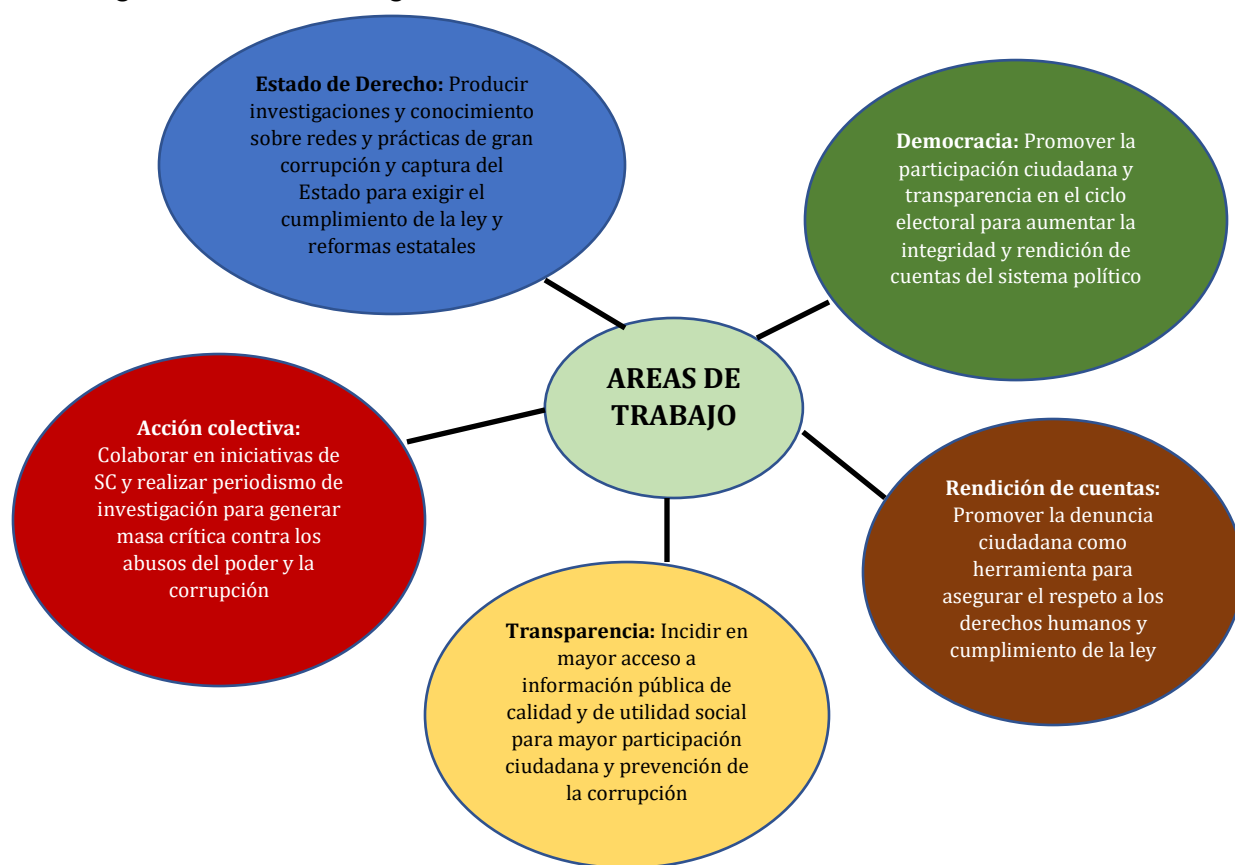 Estado de Derecho: Producir
investigaciones y conocimiento
sobre redes y prácticas de gran
corrupción y captura del
Estado para exigir el
cumplimiento de la ley y
reformas estatales
Democracia: Promover la
participación ciudadana y
transparencia en el ciclo
electoral para aumentar la
integridad y rendición de
cuentas del sistema político
AREAS DE
TRABAJO
Acción colectiva:
Colaborar en iniciativas de
SC y realizar periodismo de
investigación para generar
masa crítica contra los
abusos del poder y la
corrupción
Rendición de cuentas:
Promover la denuncia
ciudadana como
herramienta para
asegurar el respeto a los
derechos humanos y
cumplimiento de la ley
Transparencia: Incidir en
mayor acceso a
información pública de
calidad y de utilidad social
para mayor participación
ciudadana y prevención de
la corrupción